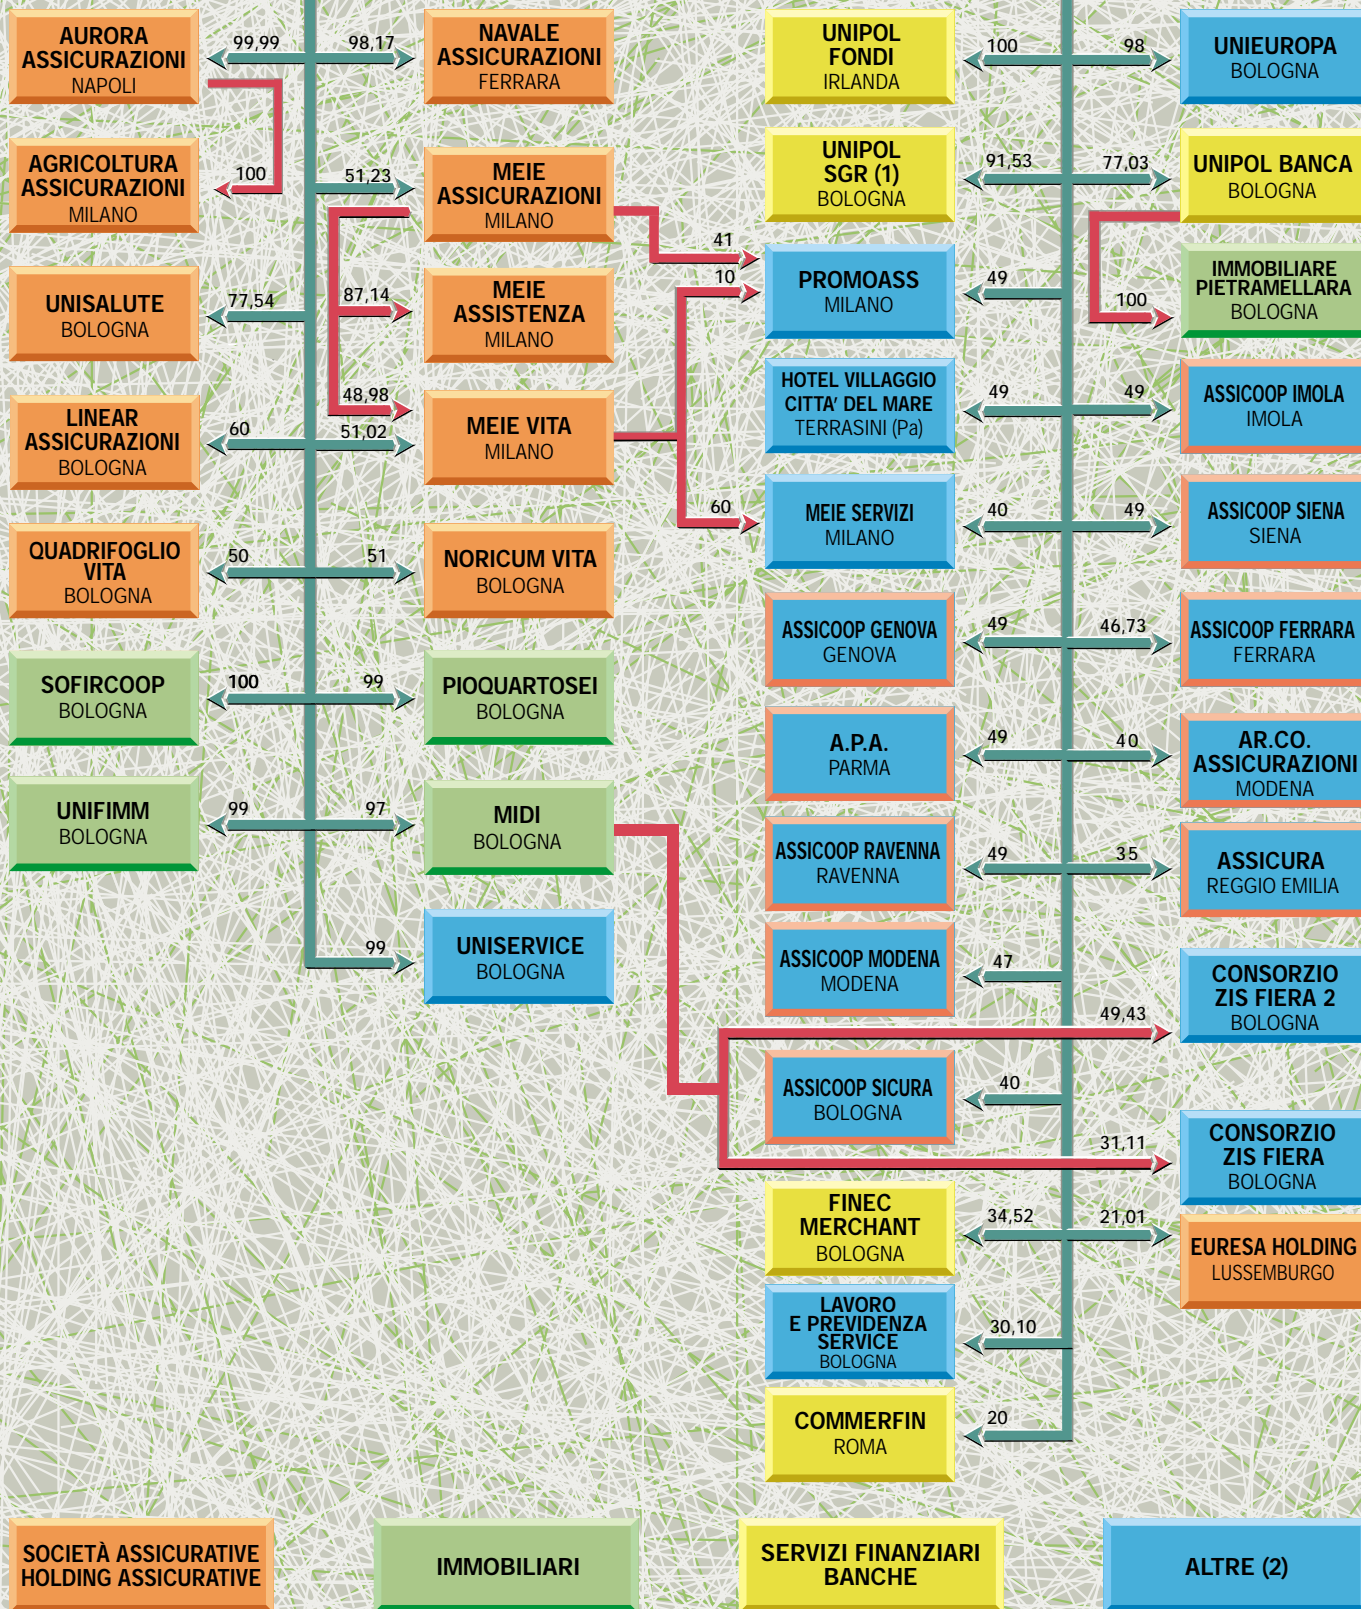 AURORA
ASSICURAZIONI
NAPOLI
99,99
98,17
NAVALE
ASSICURAZIONI
FERRARA
AGRICOLTURA
ASSICURAZIONI
MILANO
100
51,23
MEIE
ASSICURAZIONI
MILANO
UNISALUTE
BOLOGNA
77,54
87,14
MEIE
ASSISTENZA
MILANO
LINEAR
ASSICURAZIONI
BOLOGNA
60
48,98
51,02
MEIE VITA
MILANO
QUADRIFOGLIO
VITA
BOLOGNA
50
51
NORICUM VITA
BOLOGNA
SOFIRCOOP
BOLOGNA
100
99
PIOQUARTOSEI
BOLOGNA
UNIFIMM
BOLOGNA
99
97
MIDI
BOLOGNA
99
UNISERVICE
BOLOGNA
UNIPOL
FONDI
IRLANDA
100
98
UNIEUROPA
BOLOGNA
UNIPOL
SGR (1)
BOLOGNA
91,53
77,03
UNIPOL BANCA
BOLOGNA
41
10
PROMOASS
MILANO
49
100
IMMOBILIARE
PIETRAMELLARA
BOLOGNA
HOTEL VILLAGGIO
CITTA' DEL MARE
TERRASINI (Pa)
49
49
ASSICOOP IMOLA
IMOLA
60
MEIE SERVIZI
MILANO
40
49
ASSICOOP SIENA
SIENA
ASSICOOP GENOVA
GENOVA
49
46,73
ASSICOOP FERRARA
FERRARA
A.P.A.
PARMA
49
40
AR.CO.
ASSICURAZIONI
MODENA
ASSICOOP RAVENNA
RAVENNA
49
35
ASSICURA
REGGIO EMILIA
ASSICOOP MODENA
MODENA
47
49,43
CONSORZIO
ZIS FIERA 2
BOLOGNA
ASSICOOP SICURA
BOLOGNA
40
31,11
CONSORZIO
ZIS FIERA
BOLOGNA
FINEC
MERCHANT
BOLOGNA
34,52
21,01
EURESA HOLDING
LUSSEMBURGO
LAVORO
E PREVIDENZA
SERVICE
BOLOGNA
30,10
COMMERFIN
ROMA
20
SOCIETÀ ASSICURATIVE
HOLDING ASSICURATIVE
IMMOBILIARI
SERVIZI FINANZIARI
BANCHE
ALTRE (2)